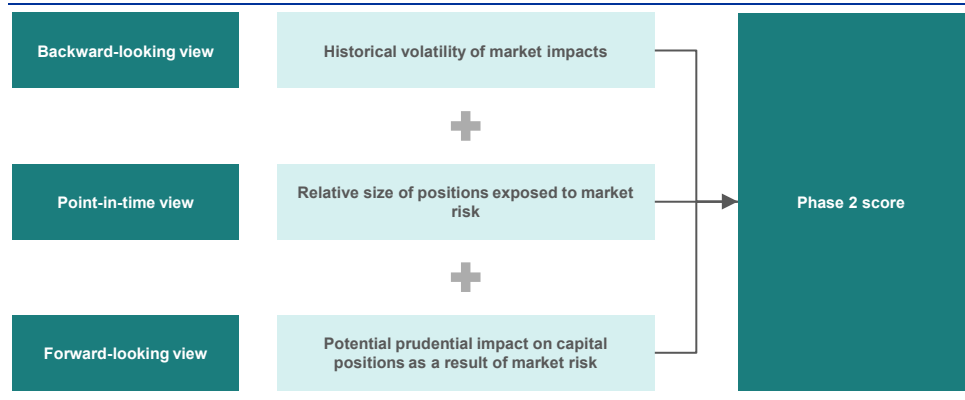 Backward-looking view
Historical volatility of market impacts
Point-in-time view
Relative size of positions exposed to market
risk
Phase 2 score
Forward-looking view
Potential prudential impact on capital
positions as a result of market risk